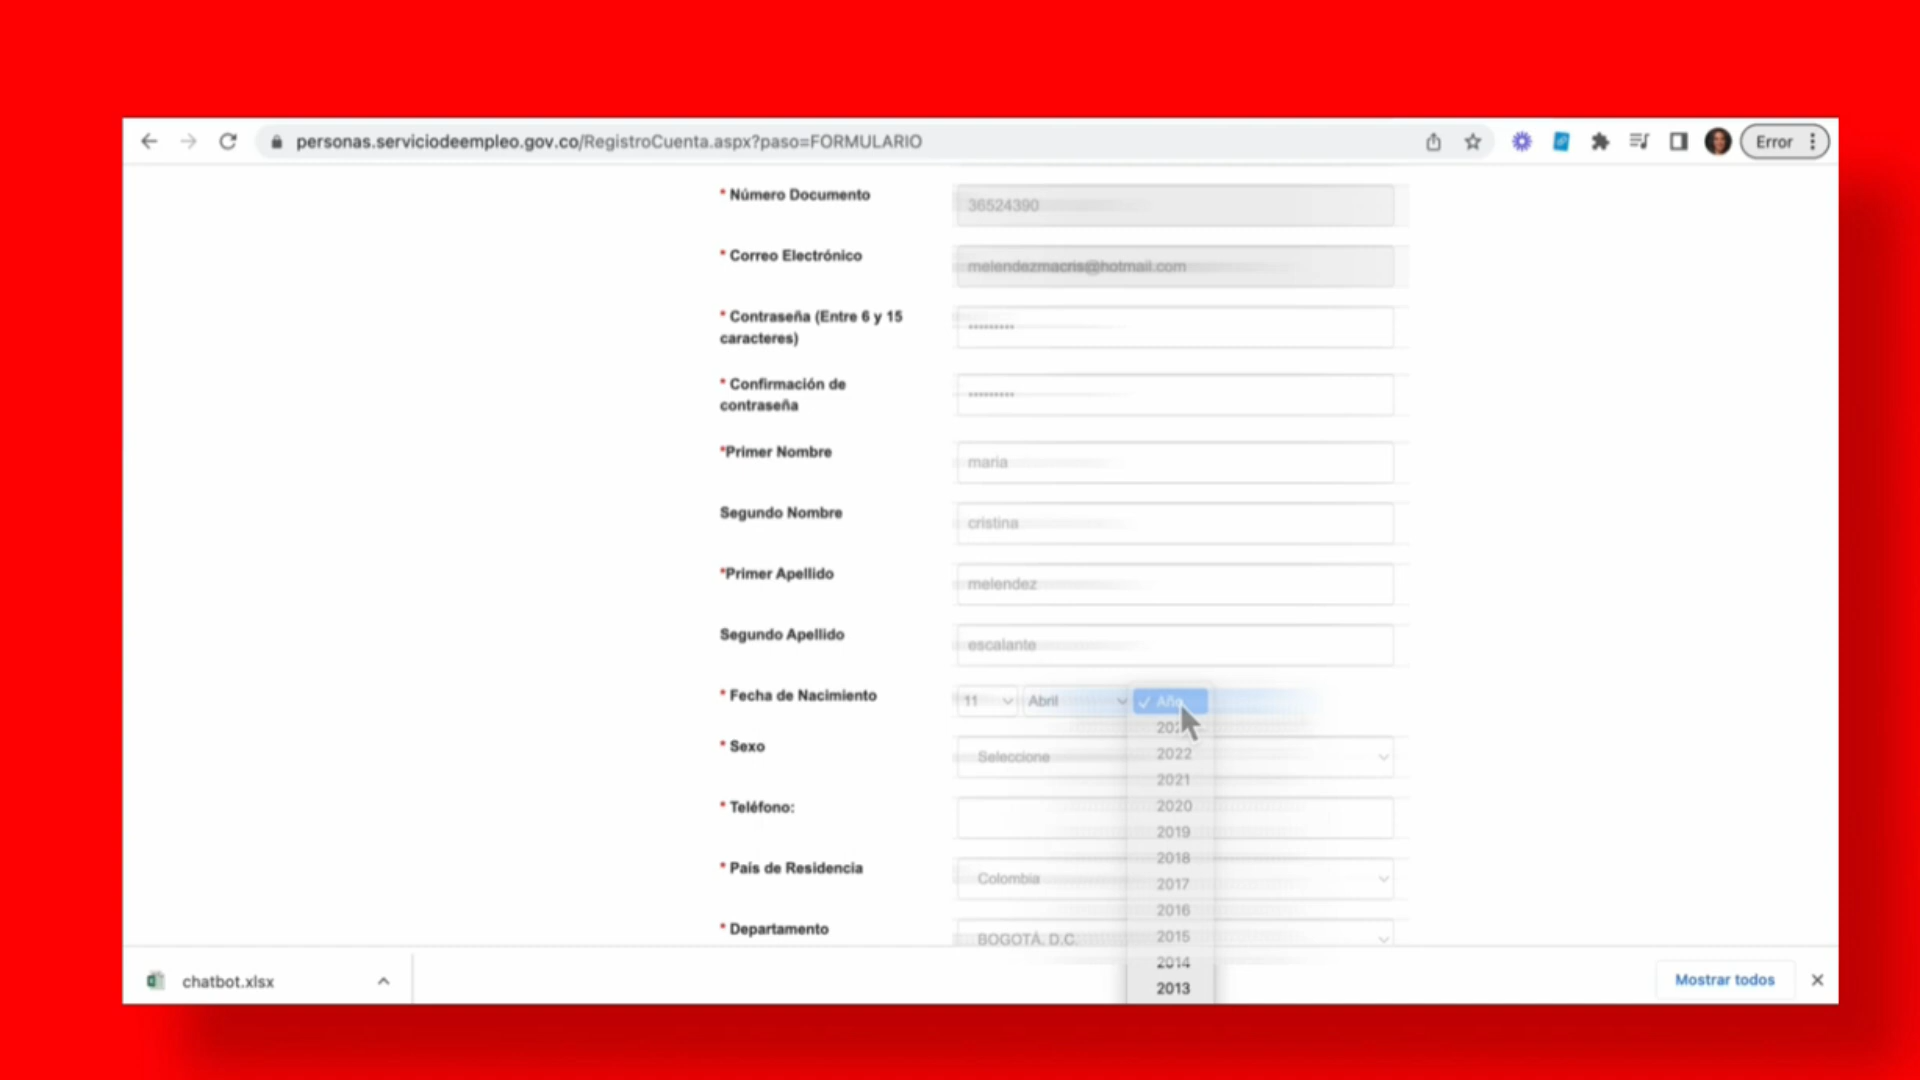 personas.serviciodeempleo.gov.co/RegistroCuenta.aspx?paso=FORMULARIO
Error
* Número Documento
36524390
* Correo Electrónico
melendezmacris@hotmail.com
* Contraseña (Entre 6 y 15
caracteres)
* Confirmación de
contraseña
*Primer Nombre
maria
Segundo Nombre
cristina
*Primer Apellido
melendez
Segundo Apellido
escalante
* Fecha de Nacimiento
11 Abril Año
* Sexo
Seleccione
2022
2021
* Teléfono:
2020
2019
2018
* País de Residencia
Colombia
2017
2016
* Departamento
BOGOTÁ, D.C.
2015
2014
2013
chatbot.xlsx
Mostrar todos